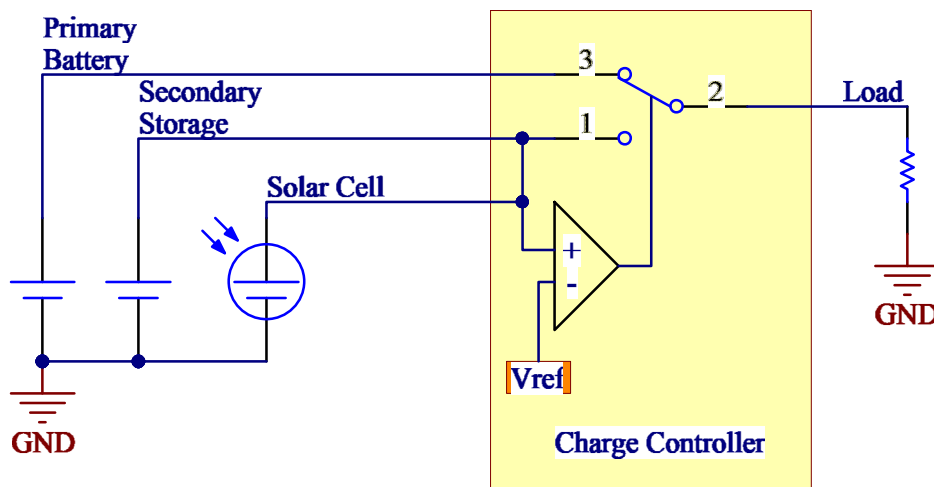 Primary
Battery
Secondary
Storage
Solar Cell
3
1
2
Load
+
-
Vref
GND
GND
Charge Controller